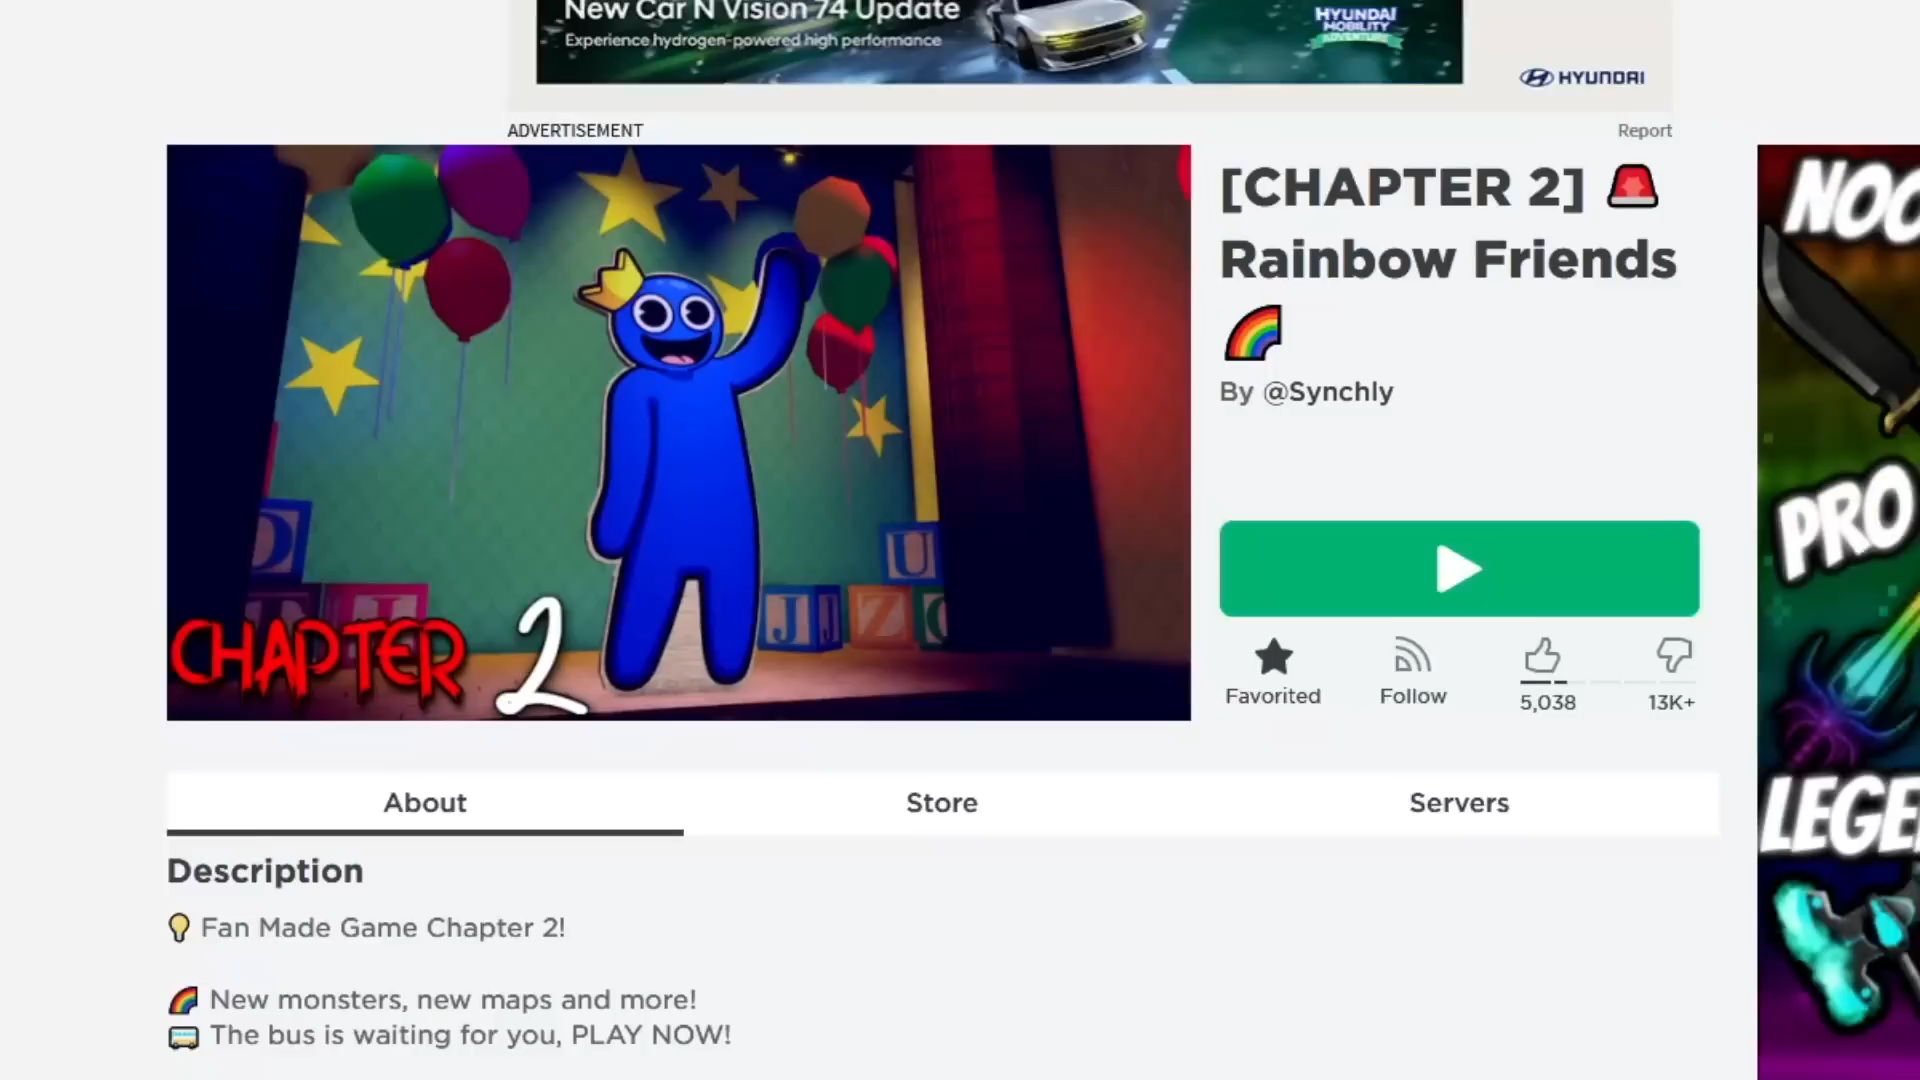 New Car N Vision 74 Update
Experience hydrogen-powered high performance
HYUNDAI
MOBILITY
ADVENTURE
HYUNDAI
ADVERTISEMENT
Report
[CHAPTER 2] 🚨
Rainbow Friends
🌈
By @Synchly
CHAPTER 2
U
J J Z
Favorited
Follow
5,038
13K+
About
Store
Servers
Description
💡 Fan Made Game Chapter 2!
🌈 New monsters, new maps and more!
🚌 The bus is waiting for you, PLAY NOW!
PRO